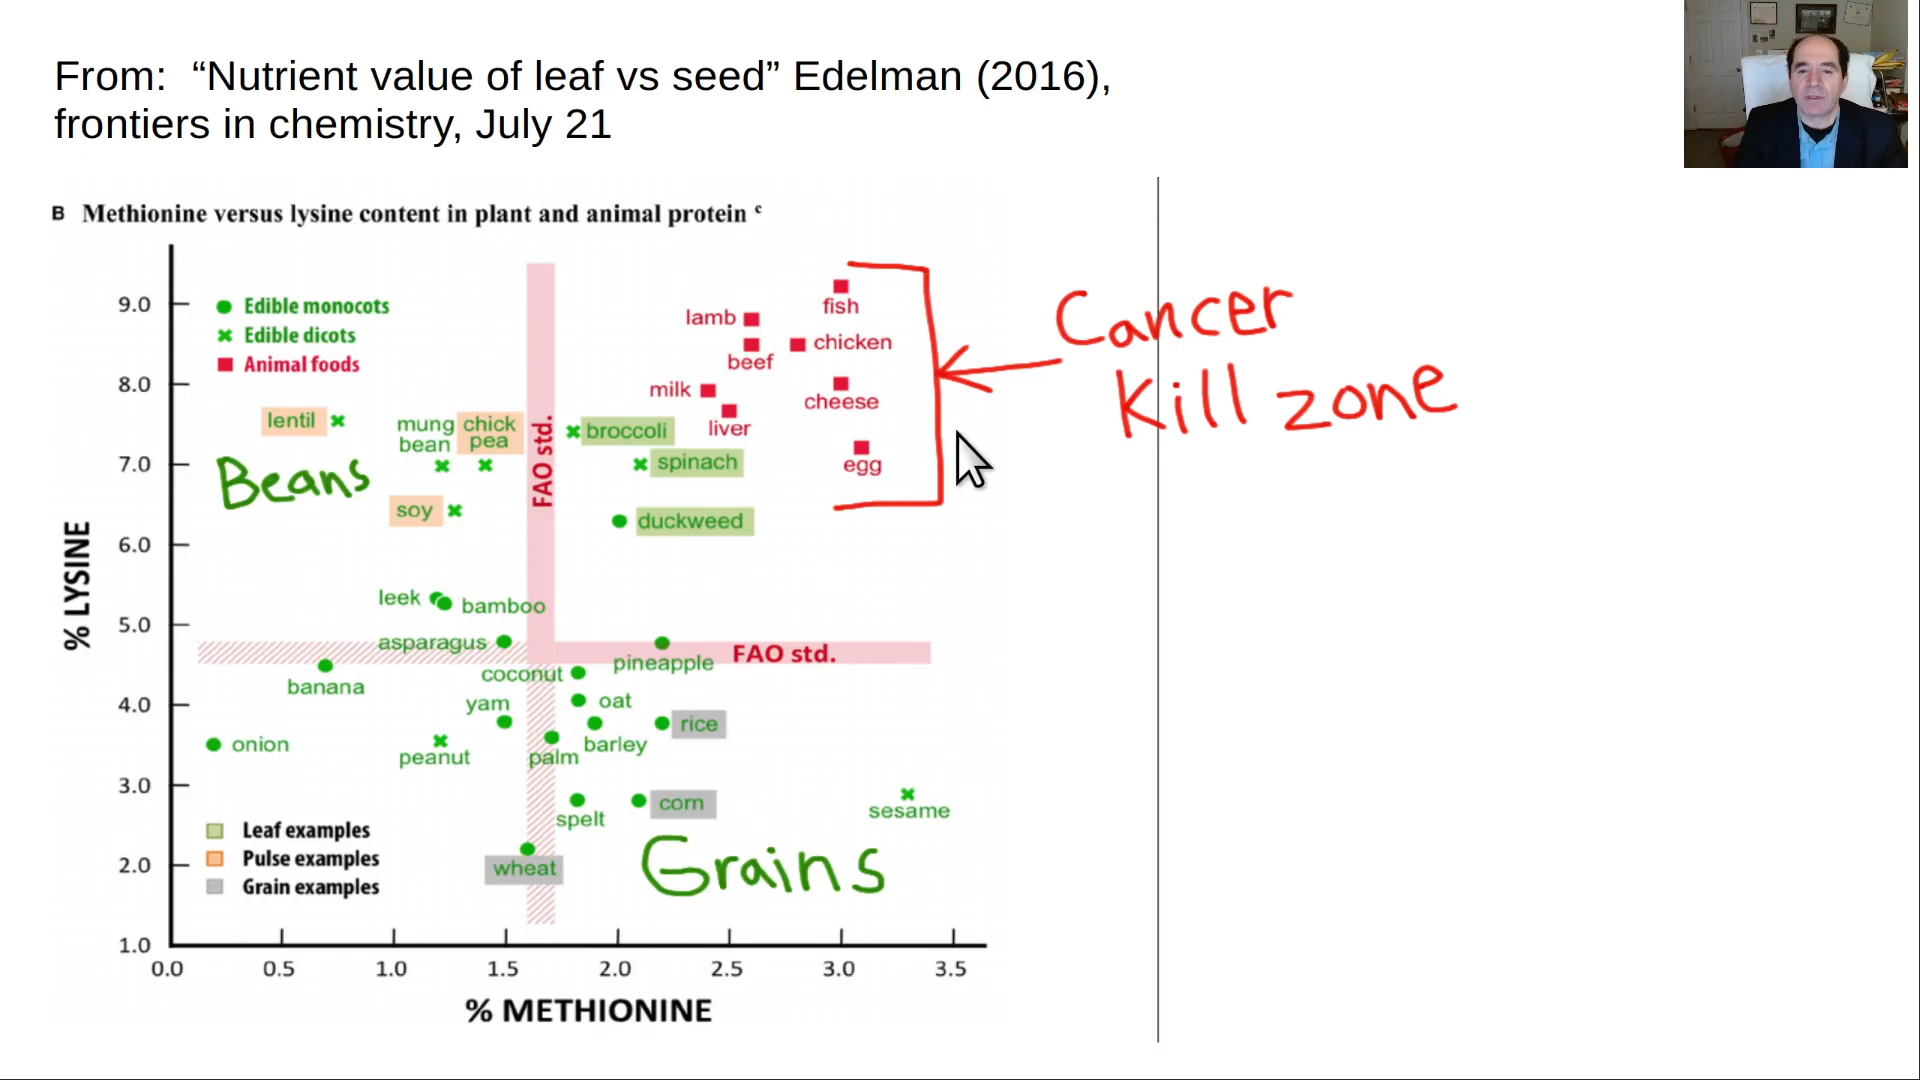 From:  “Nutrient value of leaf vs seed” Edelman (2016),
frontiers in chemistry, July 21
B Methionine versus lysine content in plant and animal protein c
% LYSINE
9.0
8.0
7.0
6.0
5.0
4.0
3.0
2.0
1.0
Edible monocots
Edible dicots
Animal foods
FAO std.
lamb
fish
beef
chicken
milk
cheese
liver
egg
Cancer
Kill zone
lentil
mung
bean
chick
pea
broccoli
spinach
Beans
soy
duckweed
leek
bamboo
asparagus
pineapple
FAO std.
banana
coconut
yam
oat
rice
onion
peanut
palm
barley
spelt
corn
sesame
wheat
Grains
Leaf examples
Pulse examples
Grain examples
0.0 0.5 1.0 1.5 2.0 2.5 3.0 3.5
% METHIONINE